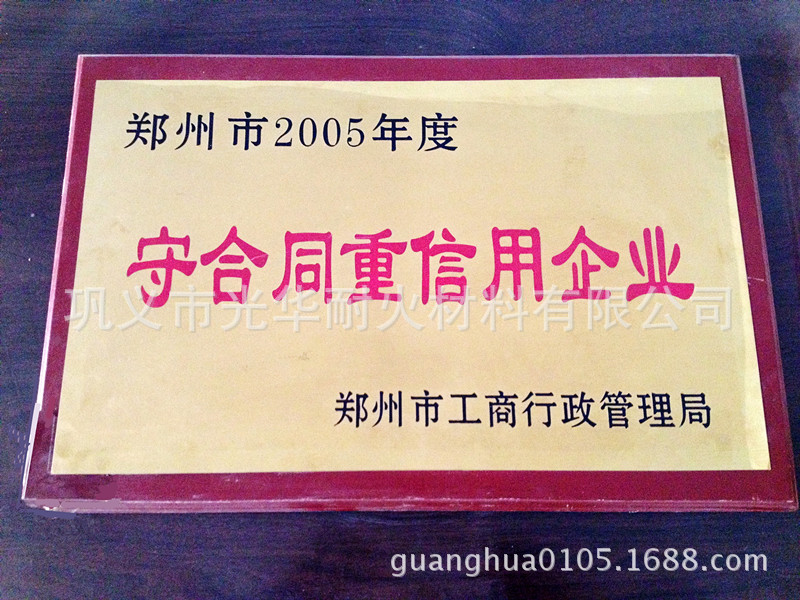 郑州市2005年度
守合同重信用企业
巩义市光华耐火材料有限公司
郑州市工商行政管理局
guanghua0105.1688.com